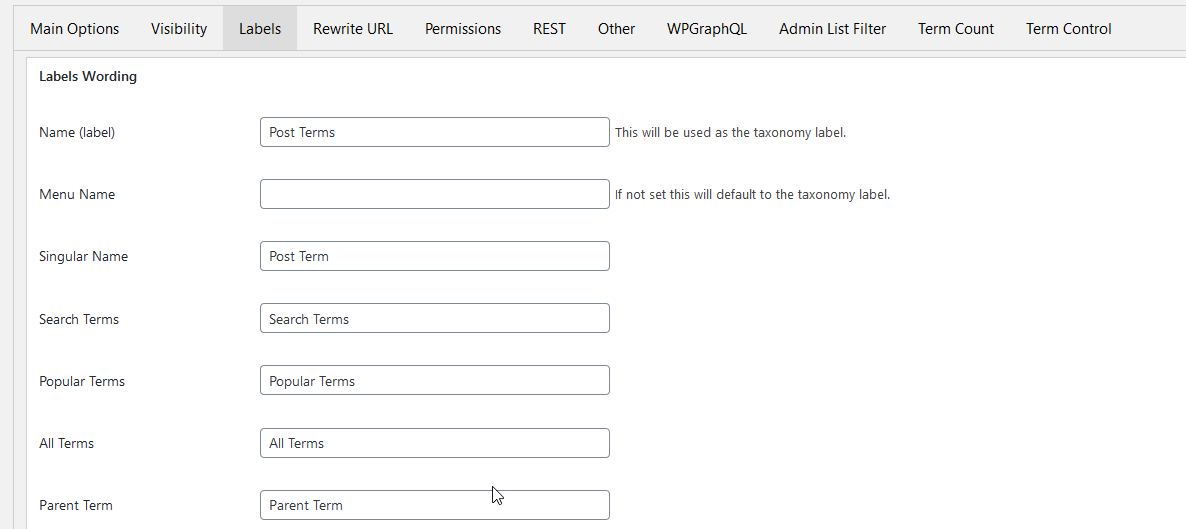 Main Options Visibility Labels Rewrite URL Permissions REST Other WPGraphQL Admin List Filter Term Count Term Control
Labels Wording
Name (label) Post Terms This will be used as the taxonomy label.
Menu Name If not set this will default to the taxonomy label.
Singular Name Post Term
Search Terms Search Terms
Popular Terms Popular Terms
All Terms All Terms
Parent Term Parent Term